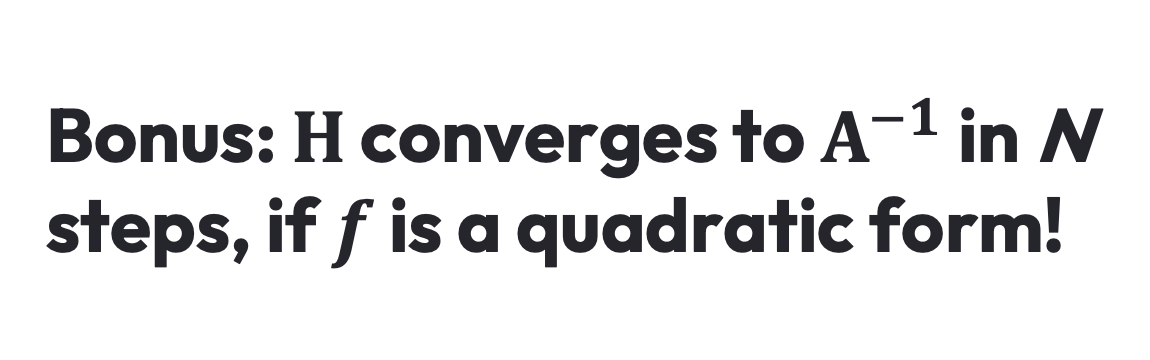 Bonus: H converges to A⁻¹ in N
steps, if f is a quadratic form!